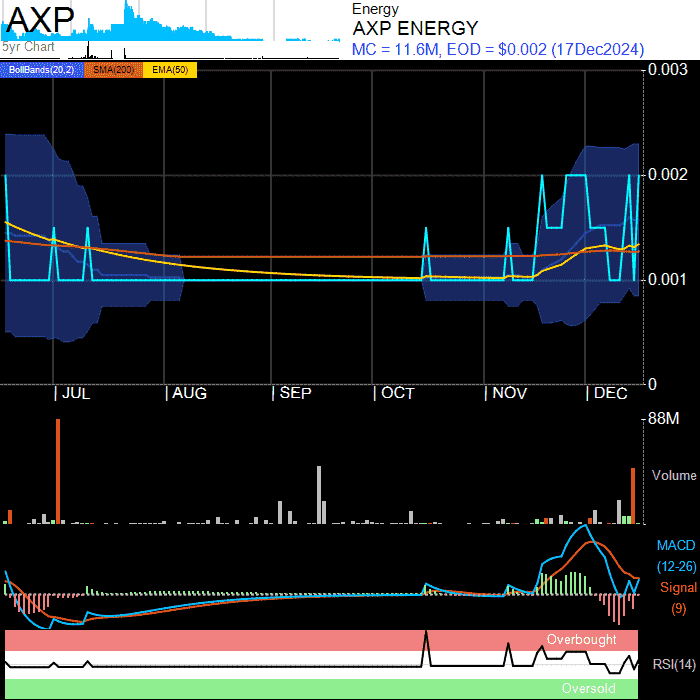 AXP
5yr Chart
Energy
AXP ENERGY
MC = 11.6M, EOD = $0.002 (17Dec2024)
BollBands(20,2) SMA(200) EMA(50)
0.003
0.002
0.001
0
| JUL | AUG | SEP | OCT | NOV | DEC
88M
Volume
MACD
(12-26)
Signal
(9)
Overbought
RSI(14)
Oversold